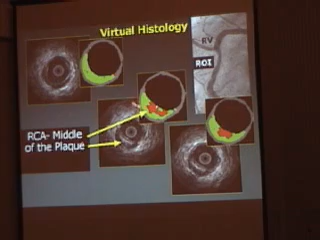 Virtual Histology
RV
ROI
RCA- Middle
of the Plaque